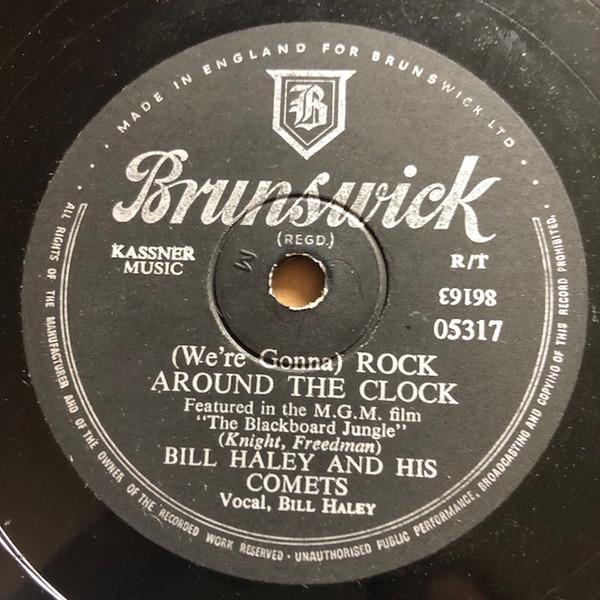 MADE IN ENGLAND FOR BRUNSWICK LTD
B
Brunswick
(REGD.)
KASSNER
MUSIC
M
R/T
86193
05317
(We're Gonna) ROCK
AROUND THE CLOCK
Featured in the M.G.M. film
"The Blackboard Jungle"
(Knight, Freedman)
BILL HALEY AND HIS
COMETS
Vocal, BILL HALEY
ALL RIGHTS OF THE MANUFACTURER AND OF THE OWNER OF THE RECORDED WORK RESERVED · UNAUTHORISED PUBLIC PERFORMANCE, BROADCASTING AND COPYING OF THIS RECORD PROHIBITED.